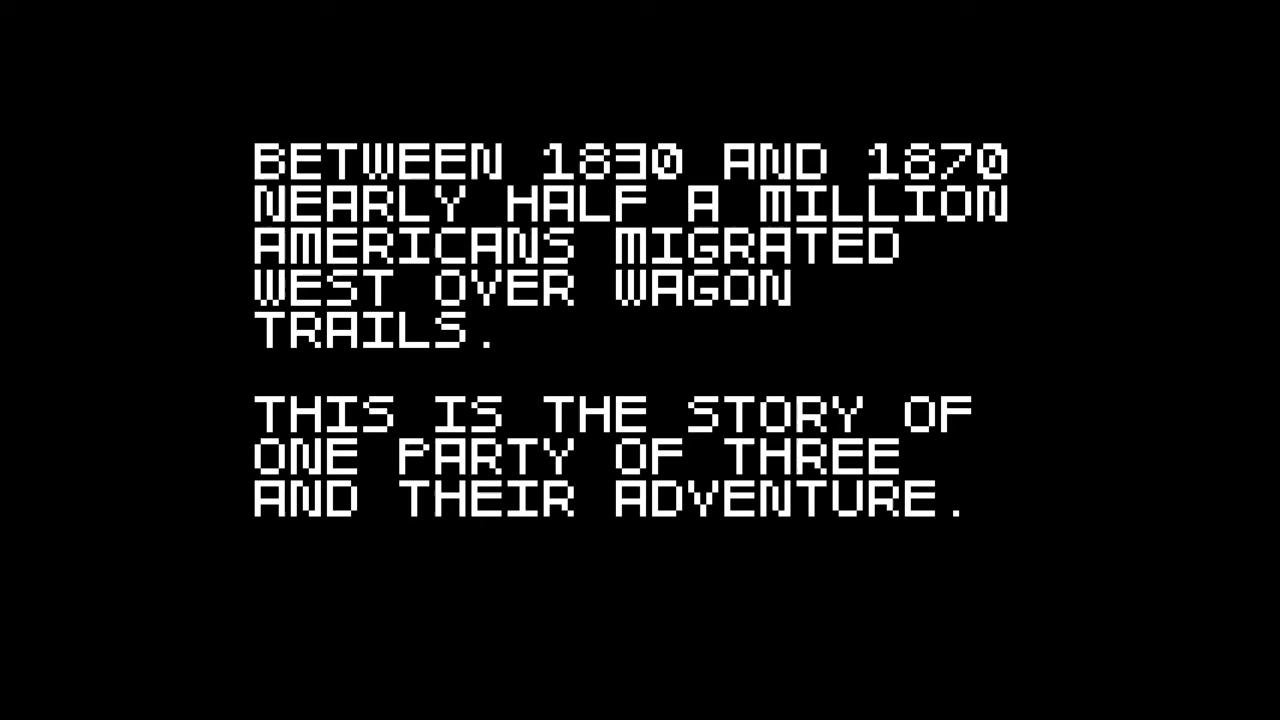 BETWEEN 1830 AND 1870
NEARLY HALF A MILLION
AMERICANS MIGRATED
WEST OVER WAGON
TRAILS.
THIS IS THE STORY OF
ONE PARTY OF THREE
AND THEIR ADVENTURE.